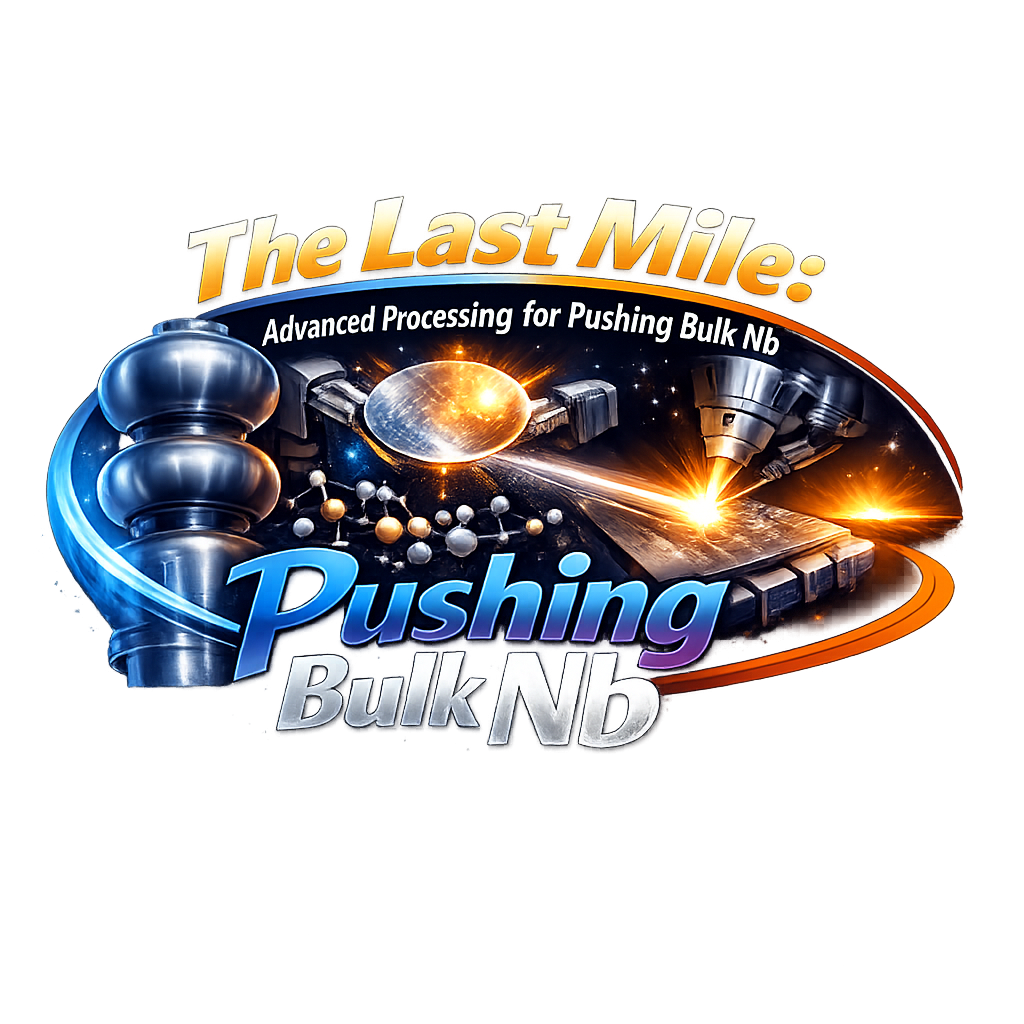 The Last Mile:
Advanced Processing for Pushing Bulk Nb
Pushing
Bulk Nb